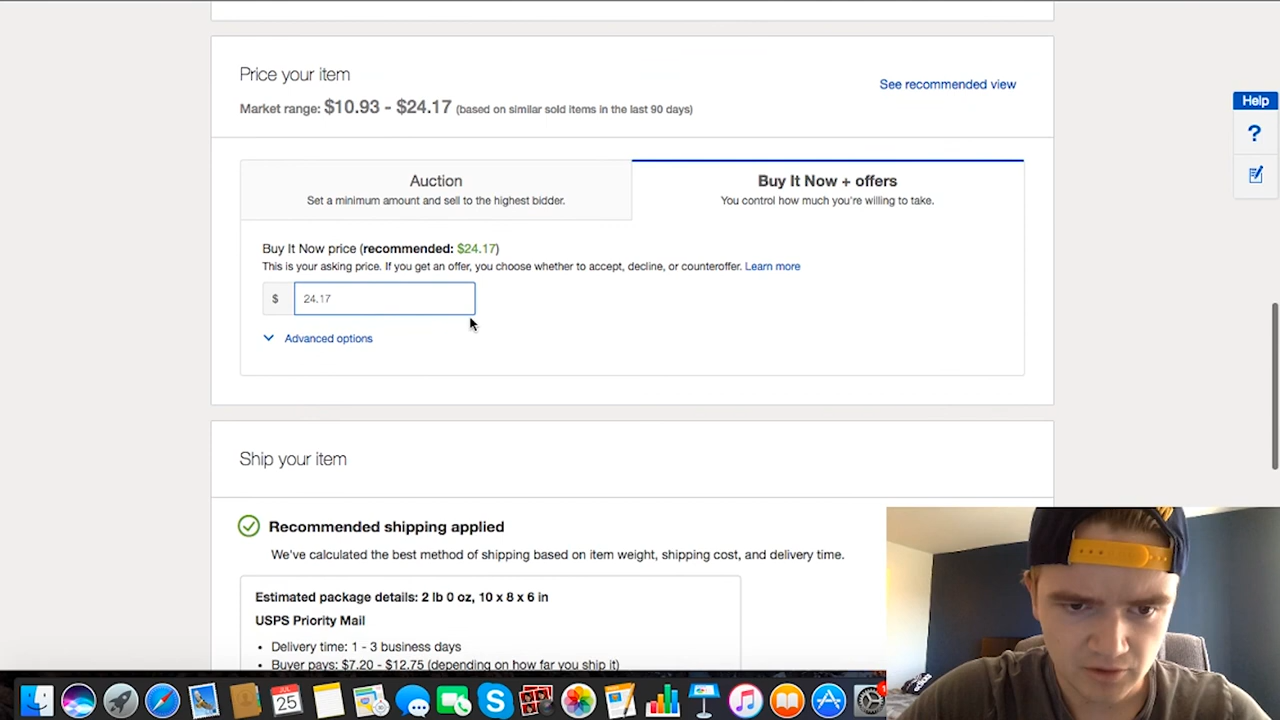 Price your item
See recommended view
Market range: $10.93 - $24.17 (based on similar sold items in the last 90 days)
Help
?
Auction
Set a minimum amount and sell to the highest bidder.
Buy It Now + offers
You control how much you're willing to take.
Buy It Now price (recommended: $24.17)
This is your asking price. If you get an offer, you choose whether to accept, decline, or counteroffer. Learn more
$ 24.17
Advanced options
Ship your item
Recommended shipping applied
We've calculated the best method of shipping based on item weight, shipping cost, and delivery time.
Estimated package details: 2 lb 0 oz, 10 x 8 x 6 in
USPS Priority Mail
• Delivery time: 1 - 3 business days
• Buyer pays: $7.20 - $12.75 (depending on how far you ship it)
JUL
25